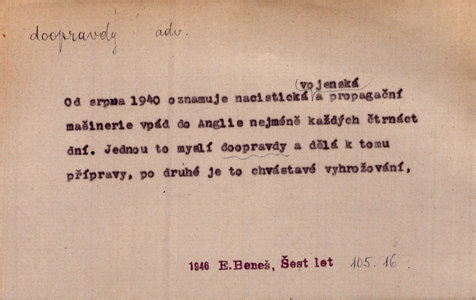 doopravdy adv.
vojenská
Od srpna 1940 oznamuje nacistická a propagační
mašinerie vpád do Anglie nejméně každých čtrnáct
dní. Jednou to myslí doopravdy a dělá k tomu
přípravy, po druhé je to chvástavé vyhrožování,
1946 E.Beneš, Šest let 105.16